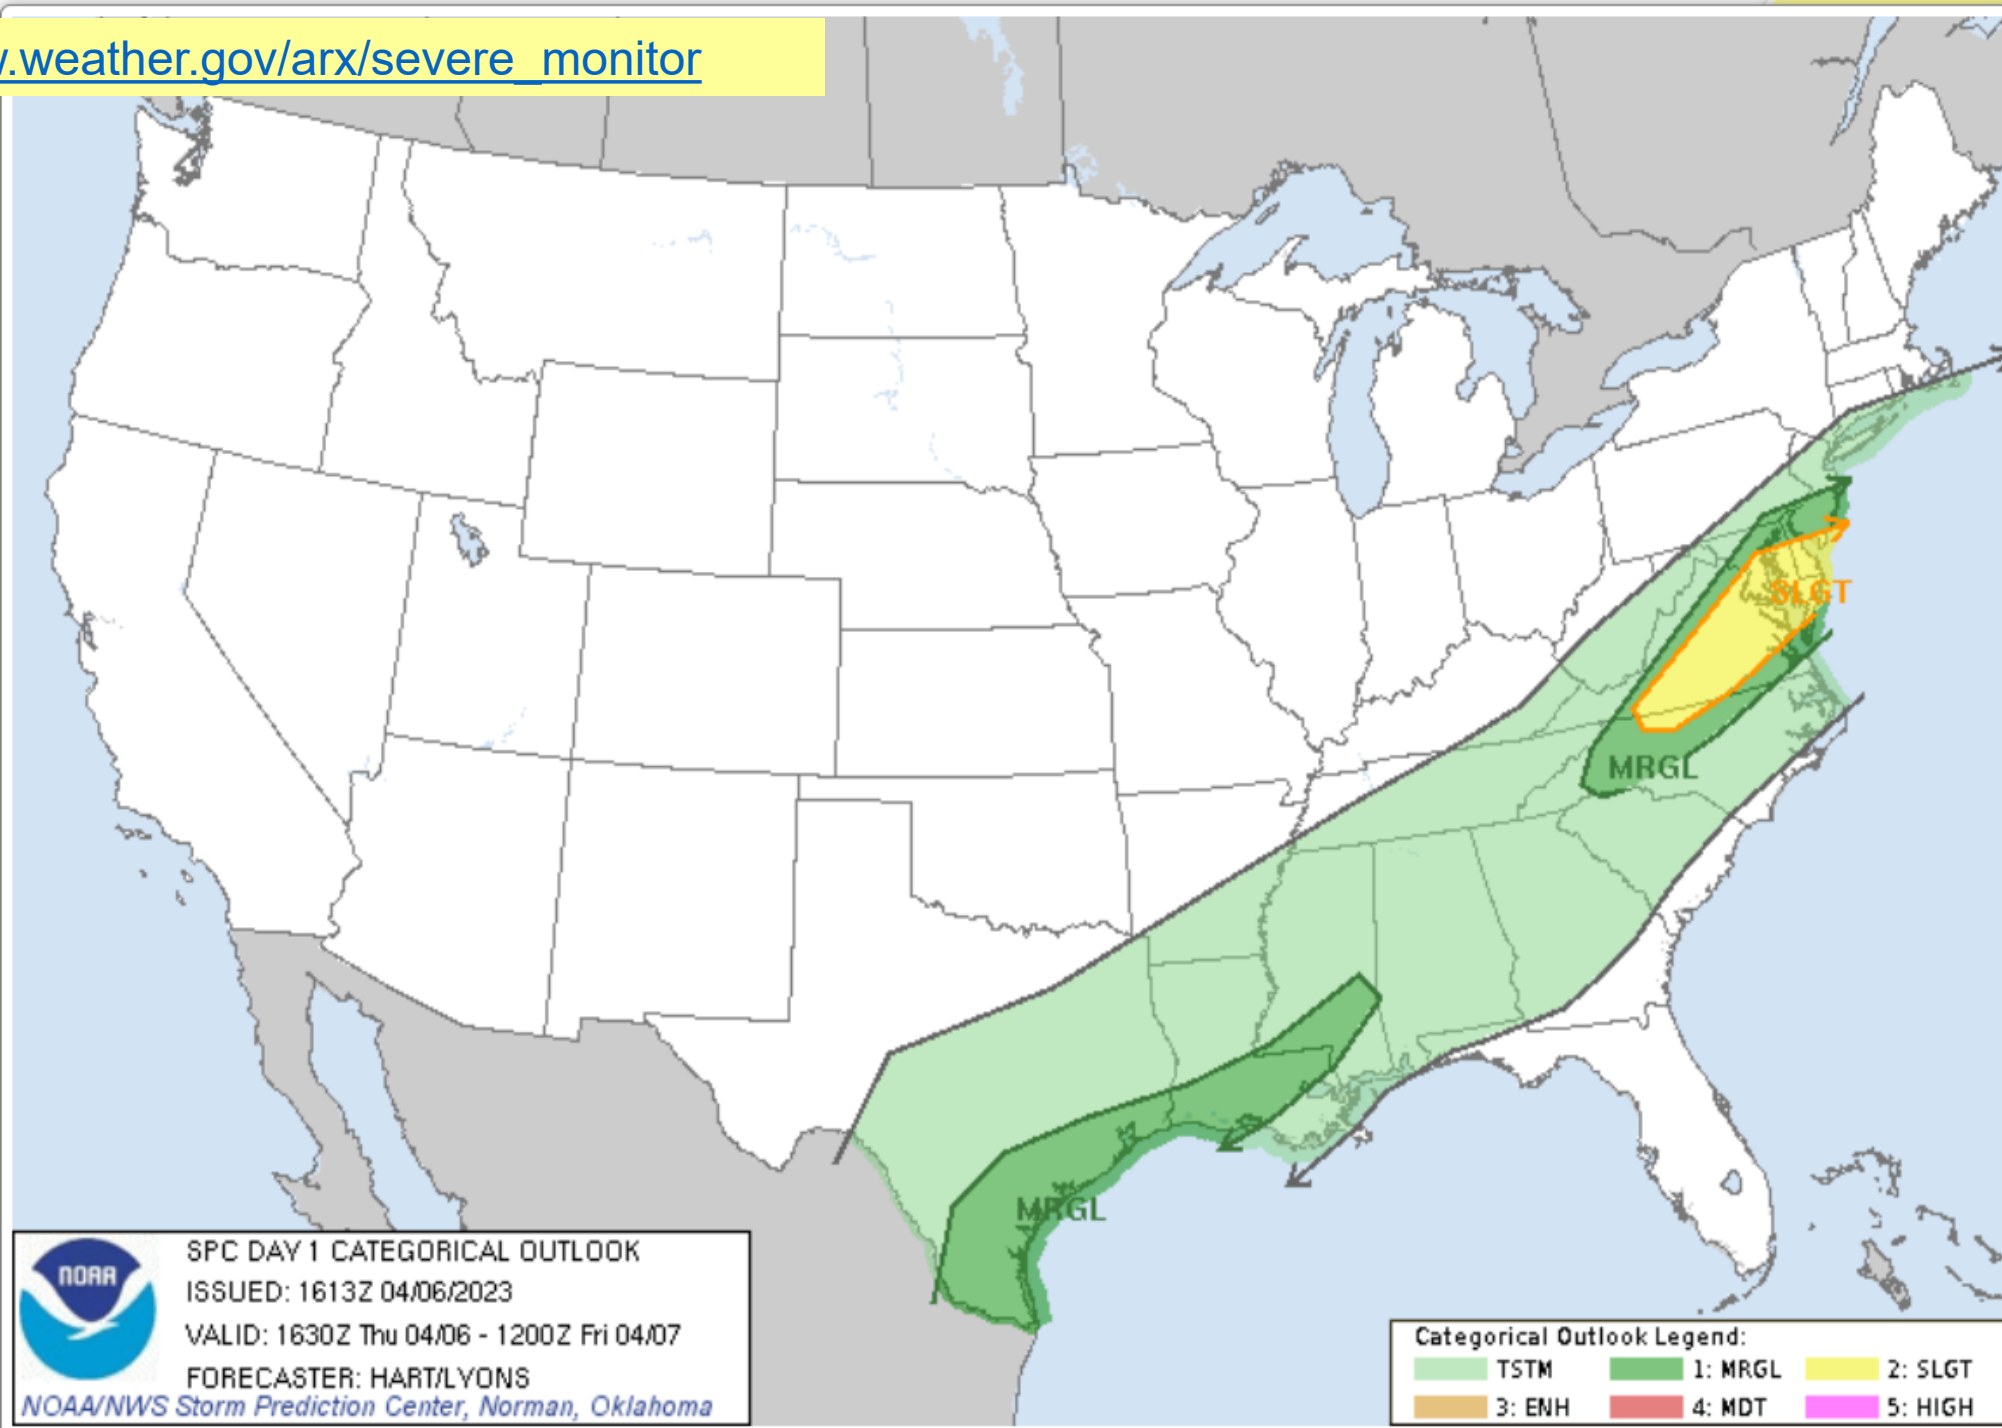 .weather.gov/arx/severe_monitor
SLGT
MRGL
MRGL
NOAA
SPC DAY 1 CATEGORICAL OUTLOOK
ISSUED: 1613Z 04/06/2023
VALID: 1630Z Thu 04/06 - 1200Z Fri 04/07
FORECASTER: HART/LYONS
NOAA/NWS Storm Prediction Center, Norman, Oklahoma
Categorical Outlook Legend:
TSTM 1: MRGL 2: SLGT
3: ENH 4: MDT 5: HIGH